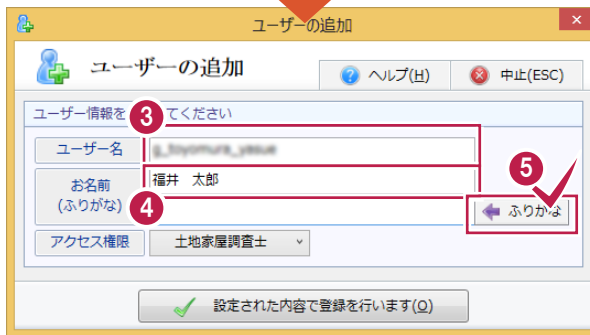 ユーザーの追加
ユーザーの追加
ヘルプ(H)
中止(ESC)
ユーザー情報を
3
てください
ユーザー名
お名前
(ふりがな)
福井 太郎
4
5
ふりがな
アクセス権限
土地家屋調査士
設定された内容で登録を行います(O)